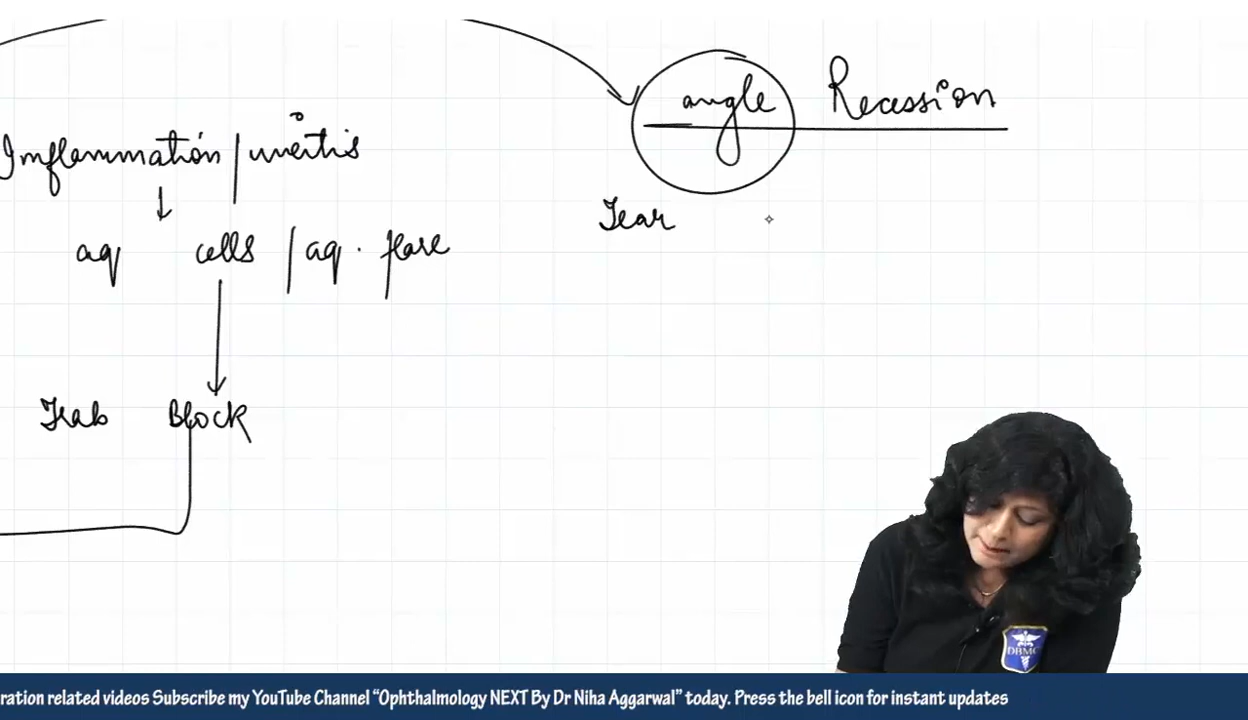 angle Recession
Inflammation / uveitis
Tear
aq cells / aq. flare
Trab Block
DBMC
ration related videos Subscribe my YouTube Channel “Ophthalmology NEXT By Dr Niha Aggarwal” today. Press the bell icon for instant updates